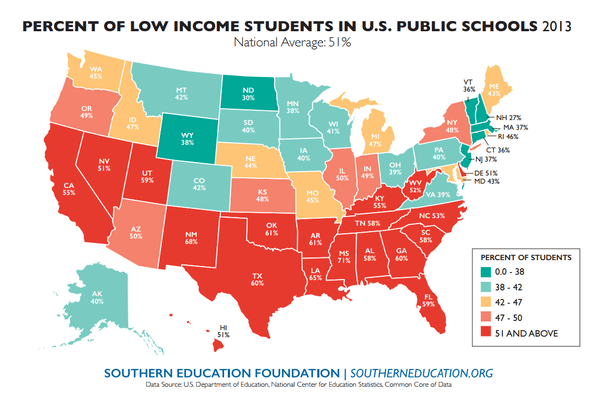 PERCENT OF LOW INCOME STUDENTS IN U.S. PUBLIC SCHOOLS 2013
National Average: 51%
WA
45%
OR
49%
CA
55%
NV
51%
ID
47%
MT
42%
WY
38%
UT
59%
AZ
50%
CO
42%
NM
68%
ND
30%
SD
40%
NE
44%
KS
48%
OK
61%
TX
60%
MN
38%
IA
40%
MO
45%
AR
61%
LA
65%
WI
41%
IL
50%
MI
47%
IN
49%
OH
39%
KY
55%
TN 58%
MS
71%
AL
58%
GA
60%
FL
59%
SC
58%
NC 53%
VA 39%
WV
52%
PA
40%
NY
48%
VT
36%
ME
43%
NH 27%
MA 37%
RI 46%
CT 36%
NJ 37%
DE 51%
MD 43%
AK
40%
HI
51%
PERCENT OF STUDENTS
0.0 - 38
38 - 42
42 - 47
47 - 50
51 AND ABOVE
SOUTHERN EDUCATION FOUNDATION | SOUTHERNEDUCATION.ORG
Data Source: U.S. Department of Education, National Center for Education Statistics, Common Core of Data